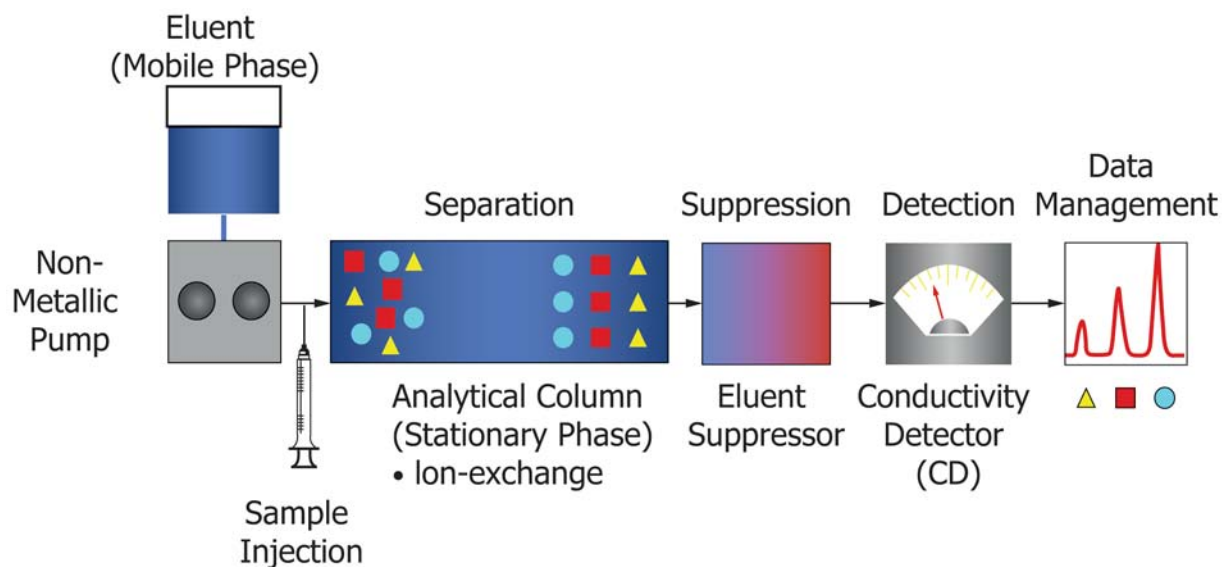 Eluent
(Mobile Phase)
Non-
Metallic
Pump
Sample
Injection
Separation
Analytical Column
(Stationary Phase)
• Ion-exchange
Suppression
Eluent
Suppressor
Detection
Conductivity
Detector
(CD)
Data
Management